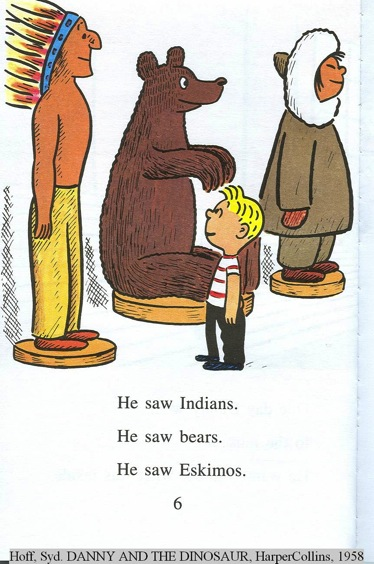 He saw Indians.
He saw bears.
He saw Eskimos.
6
Hoff, Syd. DANNY AND THE DINOSAUR, HarperCollins, 1958